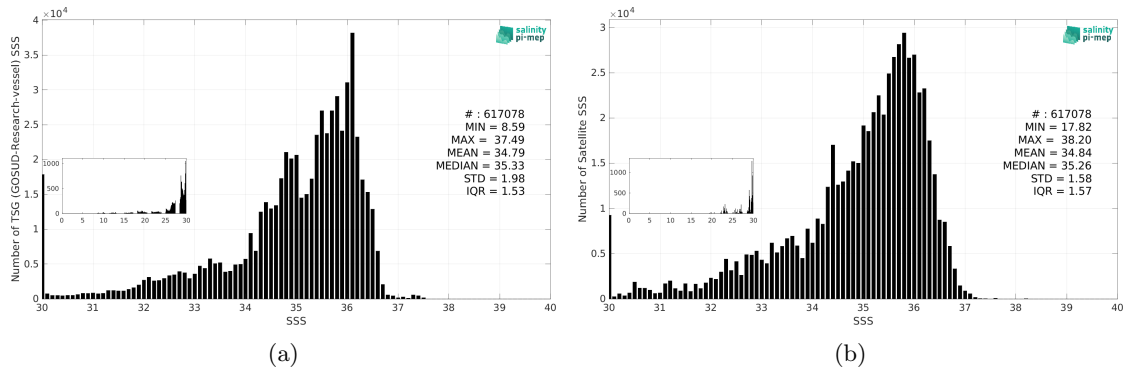 ×10⁴
4
3.5
3
2.5
2
1.5
1
0.5
0
Number of TSG (GOSUD-Research-vessel) SSS
salinity
pi-mep
# : 617078
MIN = 8.59
MAX = 37.49
MEAN = 34.79
MEDIAN = 35.33
STD = 1.98
IQR = 1.53
1000
500
0
0 5 10 15 20 25 30
30 31 32 33 34 35 36 37 38 39 40
SSS
(a)
×10⁴
3
2.5
2
1.5
1
0.5
0
Number of Satellite SSS
salinity
pi-mep
# : 617078
MIN = 17.82
MAX = 38.20
MEAN = 34.84
MEDIAN = 35.26
STD = 1.58
IQR = 1.57
1000
500
0
0 5 10 15 20 25 30
30 31 32 33 34 35 36 37 38 39 40
SSS
(b)